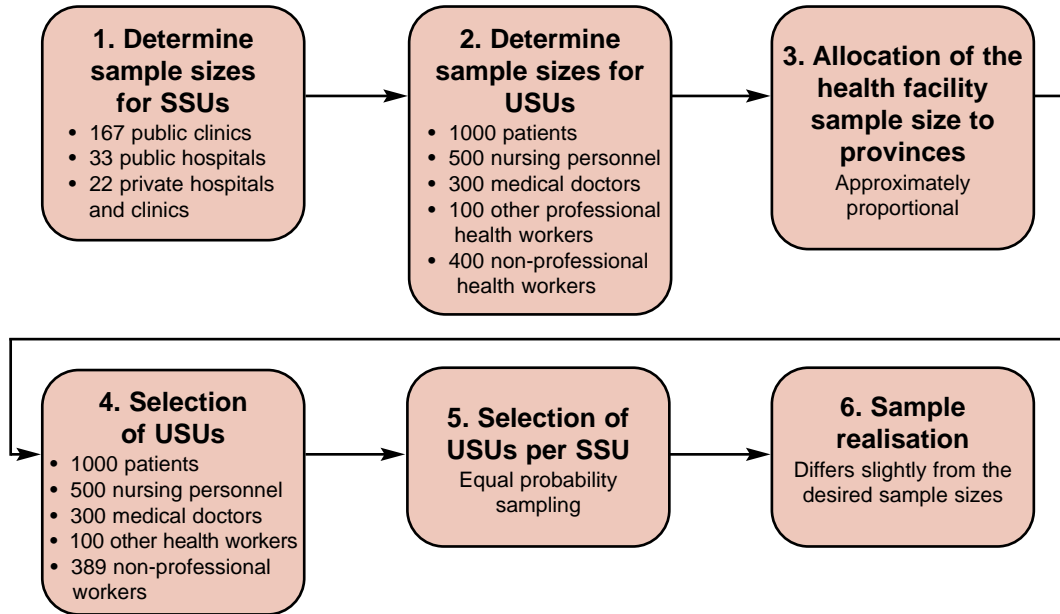 1. Determine
sample sizes
for SSUs
• 167 public clinics
• 33 public hospitals
• 22 private hospitals
and clinics
2. Determine
sample sizes for
USUs
• 1000 patients
• 500 nursing personnel
• 300 medical doctors
• 100 other professional
health workers
• 400 non-professional
health workers
3. Allocation of the
health facility
sample size to
provinces
Approximately
proportional
4. Selection
of USUs
• 1000 patients
• 500 nursing personnel
• 300 medical doctors
• 100 other health workers
• 389 non-professional
workers
5. Selection of
USUs per SSU
Equal probability
sampling
6. Sample
realisation
Differs slightly from the
desired sample sizes